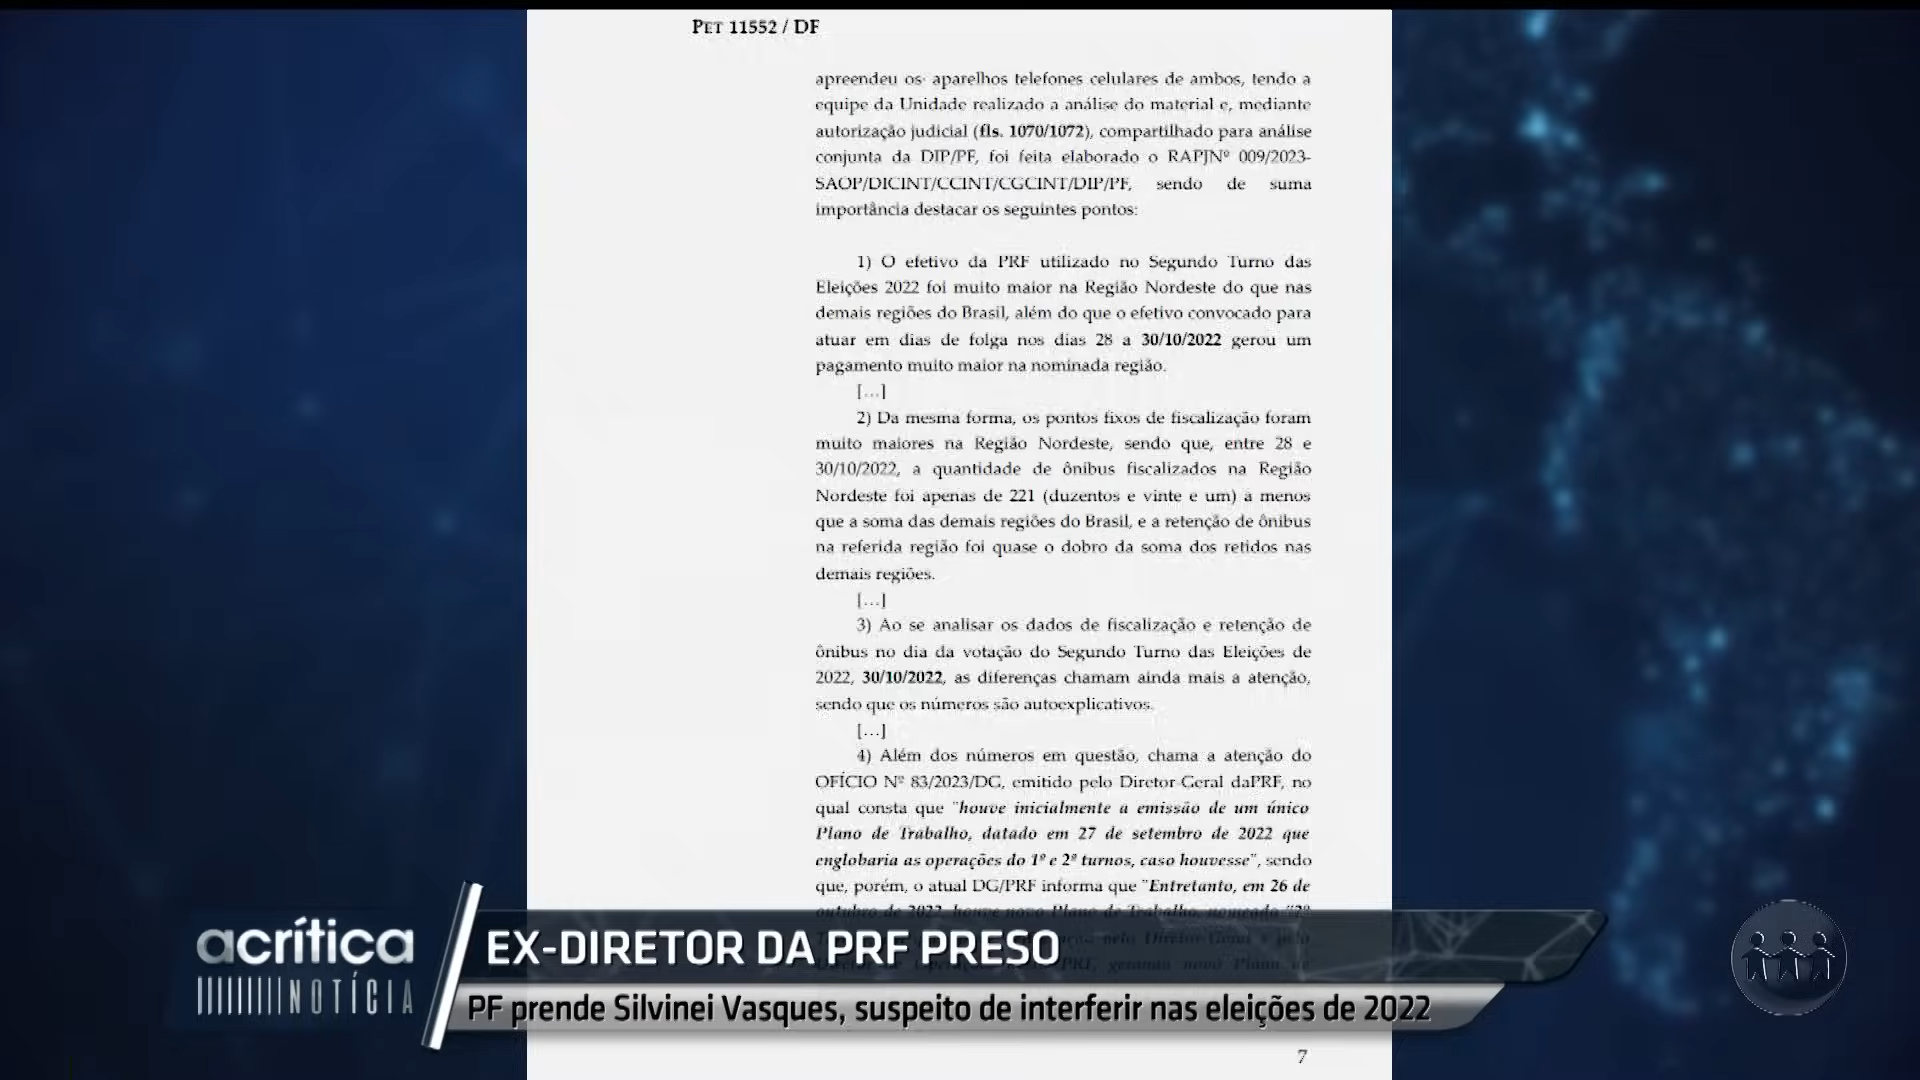 PET 11552 / DF
apreendeu os aparelhos telefones celulares de ambos, tendo a
equipe da Unidade realizado a análise do material e, mediante
autorização judicial (fls. 1070/1072), compartilhado para análise
conjunta da DIP/PF, foi feita elaborado o RAPJNº 009/2023-
SAOP/DICINT/CCINT/CGCINT/DIP/PF, sendo de suma
importância destacar os seguintes pontos:
1) O efetivo da PRF utilizado no Segundo Turno das
Eleições 2022 foi muito maior na Região Nordeste do que nas
demais regiões do Brasil, além do que o efetivo convocado para
atuar em dias de folga nos dias 28 a 30/10/2022 gerou um
pagamento muito maior na nominada região.
[...]
2) Da mesma forma, os pontos fixos de fiscalização foram
muito maiores na Região Nordeste, sendo que, entre 28 e
30/10/2022, a quantidade de ônibus fiscalizados na Região
Nordeste foi apenas de 221 (duzentos e vinte e um) a menos
que a soma das demais regiões do Brasil, e a retenção de ônibus
na referida região foi quase o dobro da soma dos retidos nas
demais regiões.
[...]
3) Ao se analisar os dados de fiscalização e retenção de
ônibus no dia da votação do Segundo Turno das Eleições de
2022, 30/10/2022, as diferenças chamam ainda mais a atenção,
sendo que os números são autoexplicativos.
[...]
4) Além dos números em questão, chama a atenção do
OFÍCIO Nº 83/2023/DG, emitido pelo Diretor-Geral daPRF, no
qual consta que "houve inicialmente a emissão de um único
Plano de Trabalho, datado em 27 de setembro de 2022 que
englobaria as operações do 1º e 2º turnos, caso houvesse", sendo
que, porém, o atual DG/PRF informa que "Entretanto, em 26 de
outubro de 2022, houve novo Plano de Trabalho, nomeado "2º
acrítica
NOTÍCIA
EX-DIRETOR DA PRF PRESO
PF prende Silvinei Vasques, suspeito de interferir nas eleições de 2022
7